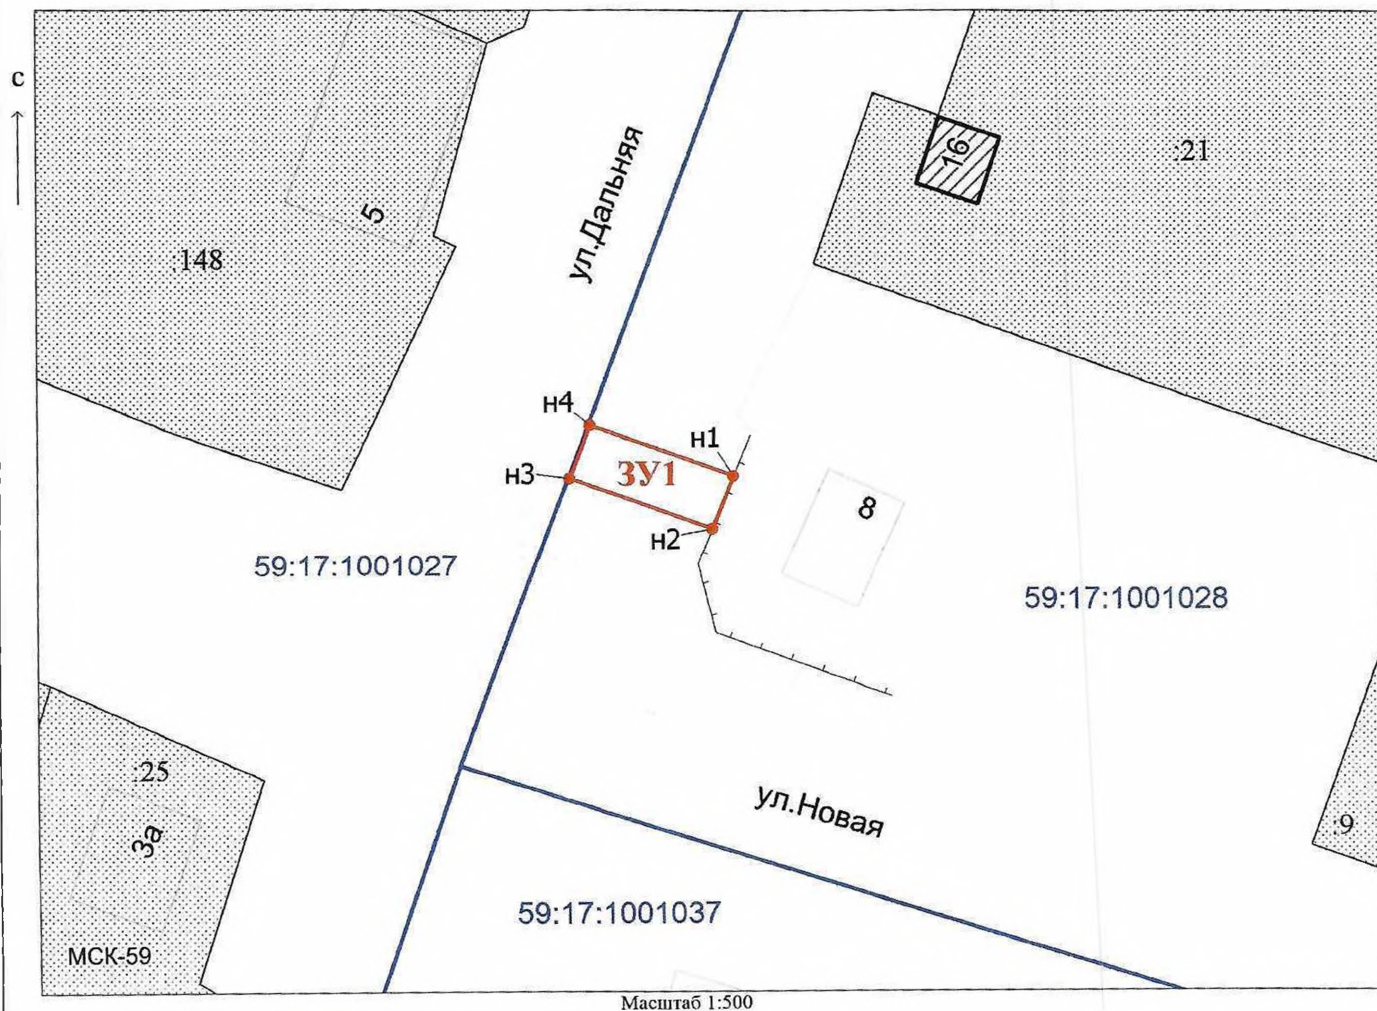 с
ул.Дальняя
16
:21
5
:148
н4
н1
ЗУ1
н3
8
н2
59:17:1001027
59:17:1001028
:25
ул.Новая
3а
:9
59:17:1001037
МСК-59
Масштаб 1:500